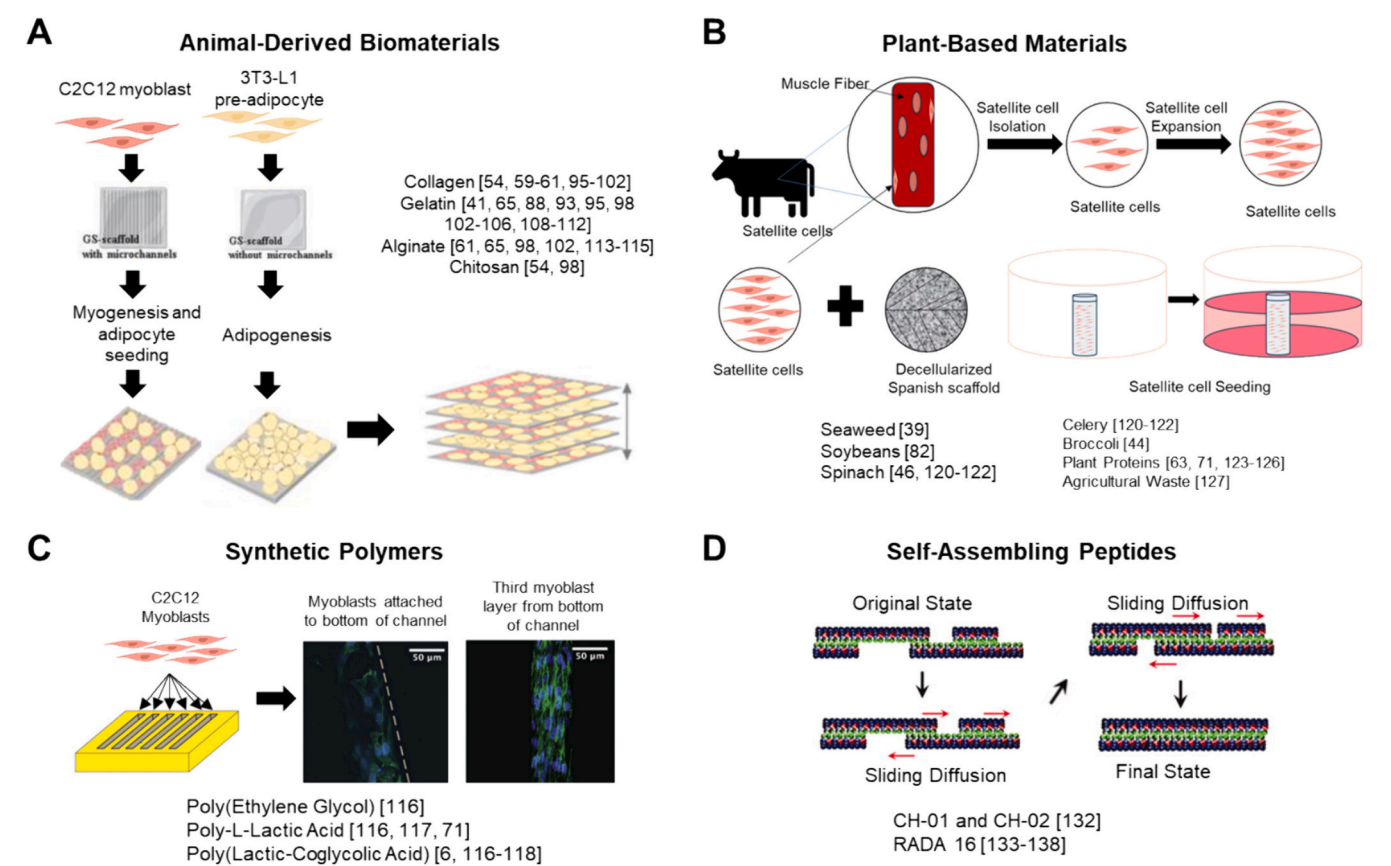 A
Animal-Derived Biomaterials
C2C12 myoblast
3T3-L1
pre-adipocyte
GS-scaffold
with microchannels
GS-scaffold
without microchannels
Collagen [54, 59-61, 95-102]
Gelatin [41, 65, 88, 93, 95, 98
102-106, 108-112]
Alginate [61, 65, 98, 102, 113-115]
Chitosan [54, 98]
Myogenesis and
adipocyte
seeding
Adipogenesis
B
Plant-Based Materials
Muscle Fiber
Satellite cell
Isolation
Satellite cell
Expansion
Satellite cells
Satellite cells
Satellite cells
Satellite cells
Decellularized
Spanish scaffold
Satellite cell Seeding
Seaweed [39]
Soybeans [82]
Spinach [46, 120-122]
Celery [120-122]
Broccoli [44]
Plant Proteins [63, 71, 123-126]
Agricultural Waste [127]
C
Synthetic Polymers
C2C12
Myoblasts
Myoblasts attached
to bottom of channel
50 μm
Third myoblast
layer from bottom
of channel
50 μm
Poly(Ethylene Glycol) [116]
Poly-L-Lactic Acid [116, 117, 71]
Poly(Lactic-Coglycolic Acid) [6, 116-118]
D
Self-Assembling Peptides
Original State
Sliding Diffusion
Sliding Diffusion
Final State
CH-01 and CH-02 [132]
RADA 16 [133-138]